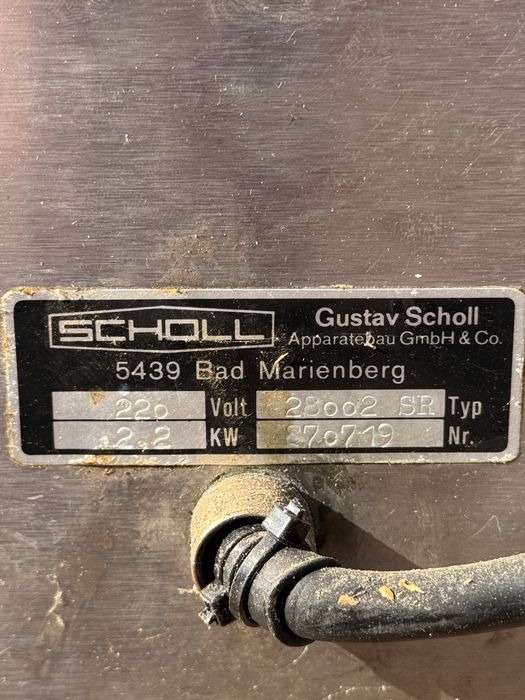 SCHOLL
Gustav Scholl
Apparatebau GmbH & Co.
5439 Bad Marienberg
220 Volt 28002 SR Typ
2.2 KW 270719 Nr.